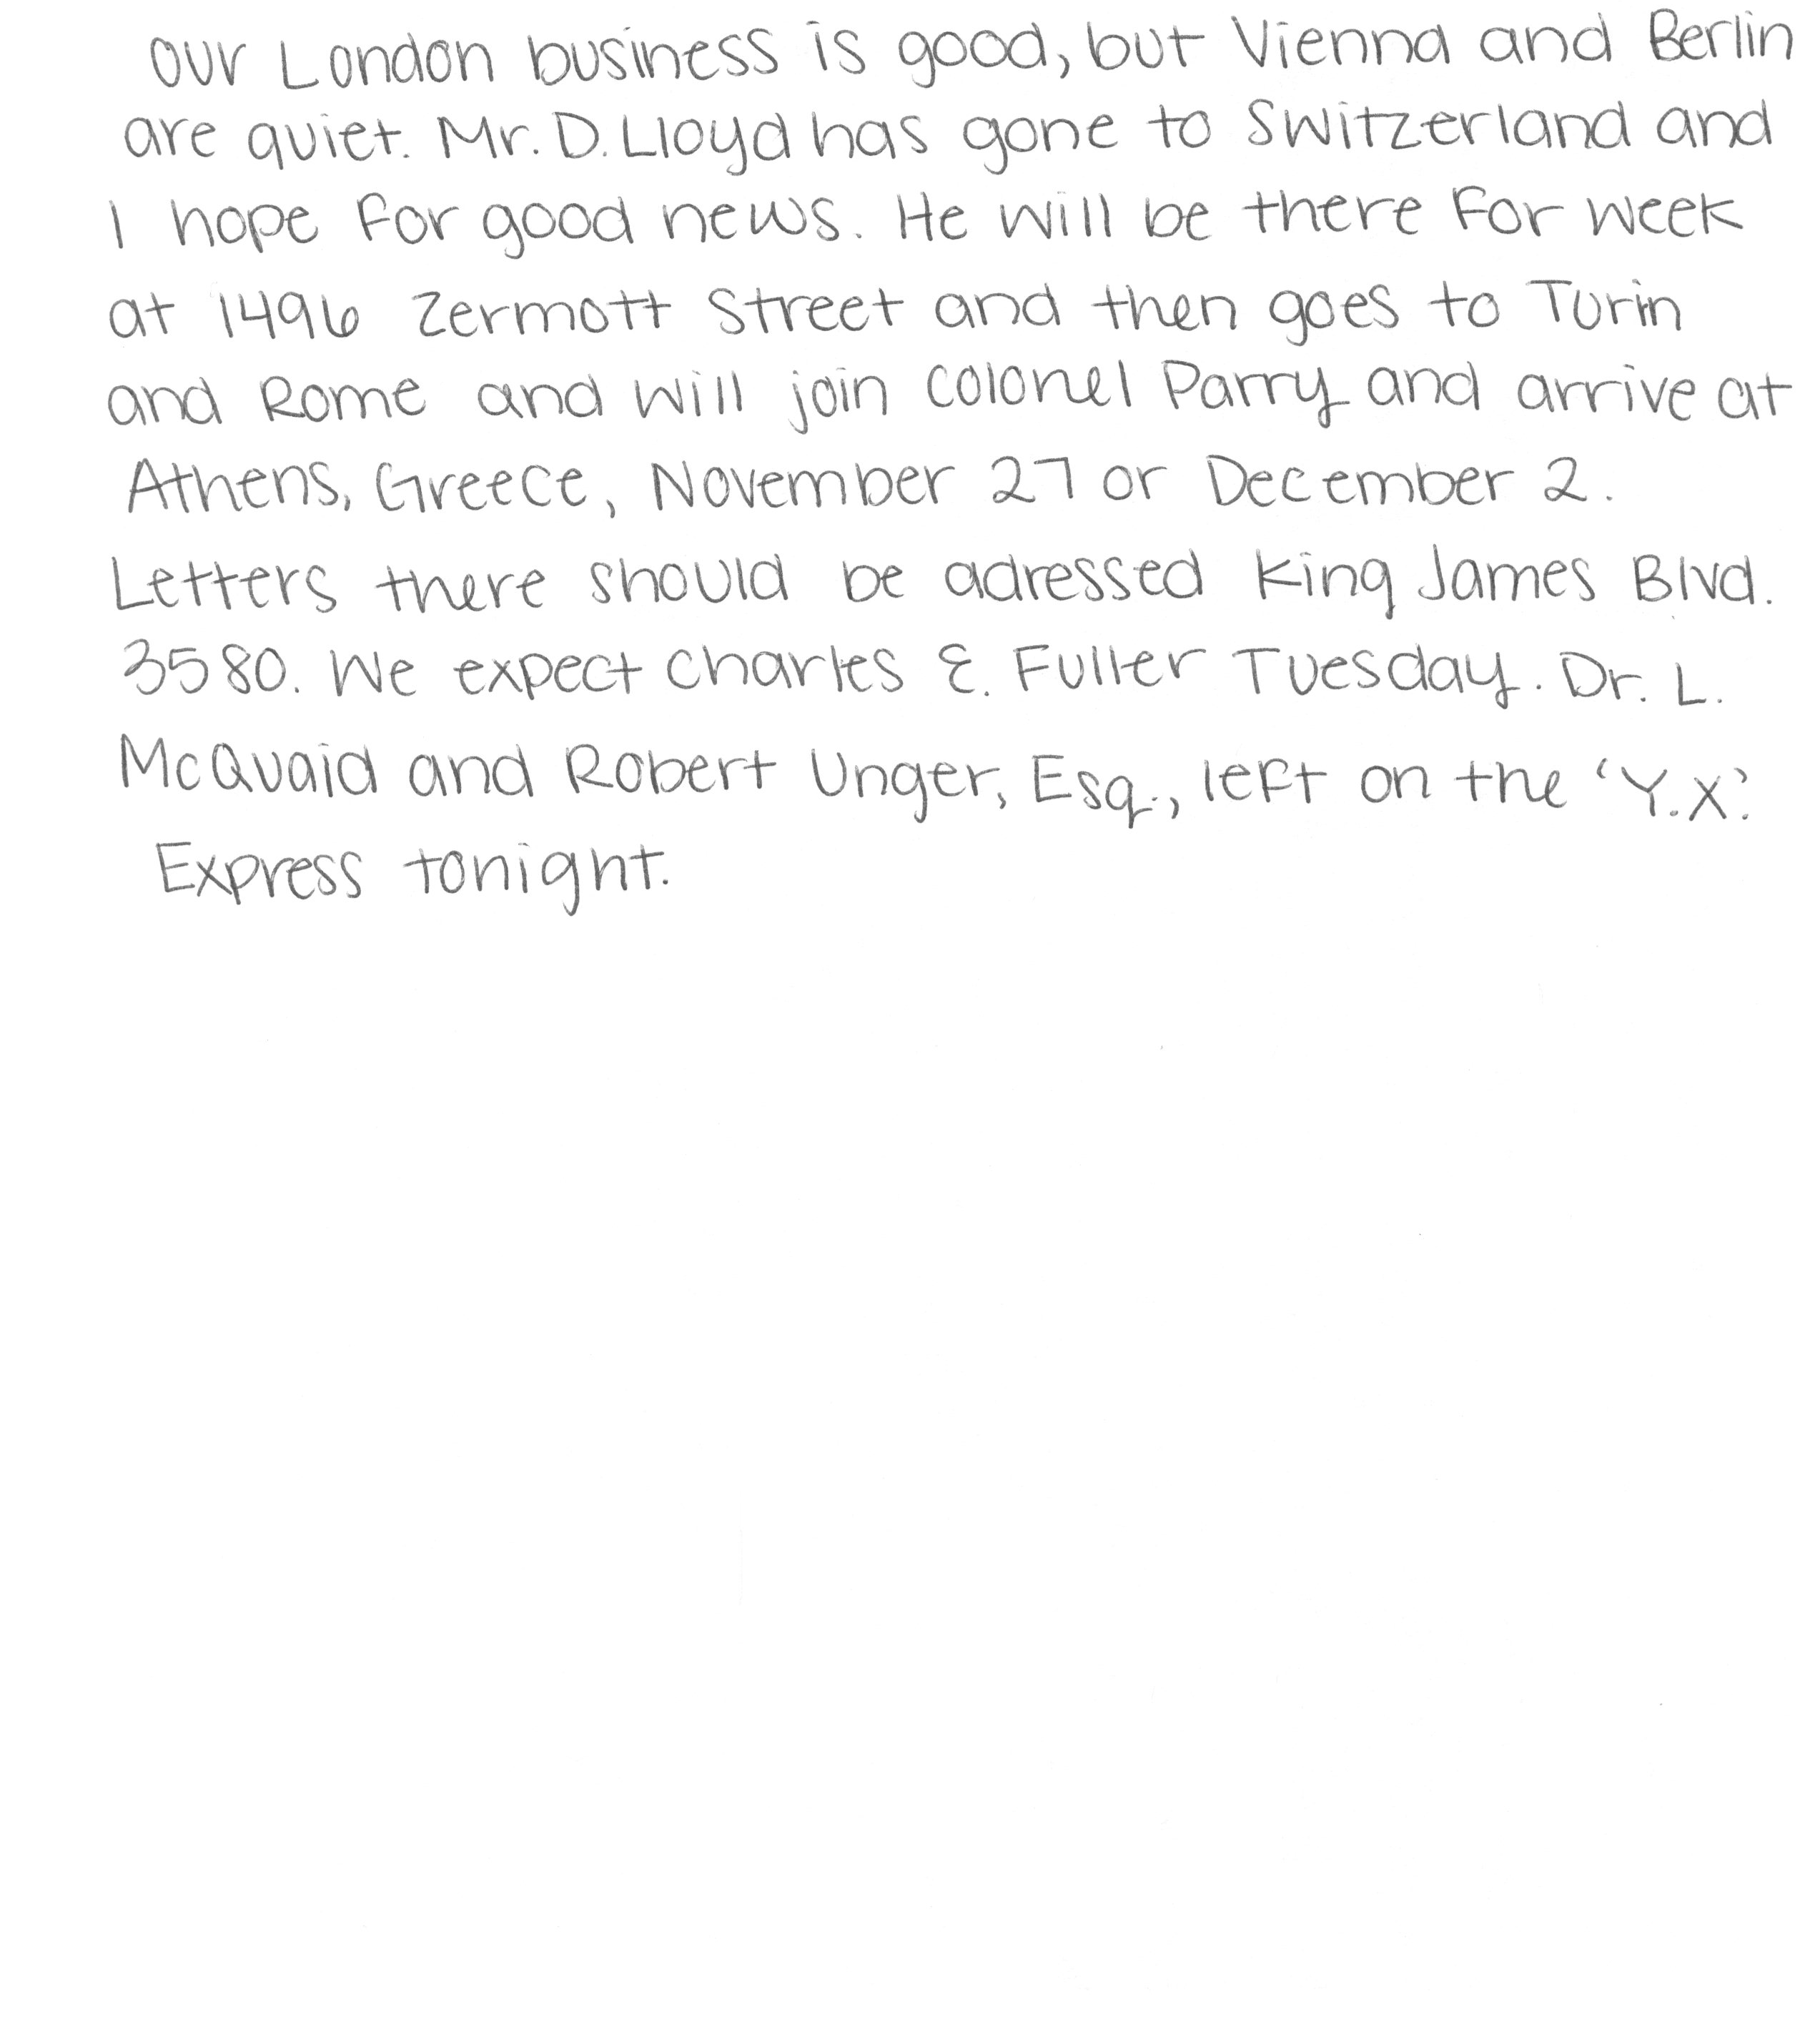 Our London business is good, but Vienna and Berlin
are quiet. Mr. D. Lloyd has gone to Switzerland and
I hope for good news. He will be there for week
at 1496 Zermott Street and then goes to Turin
and Rome and will join Colonel Parry and arrive at
Athens, Greece, November 27 or December 2.
Letters there should be adressed King James Blvd.
3580. We expect Charles E. Fuller Tuesday. Dr. L.
McQuaid and Robert Unger, Esq., left on the 'Y.X.'
Express tonight.